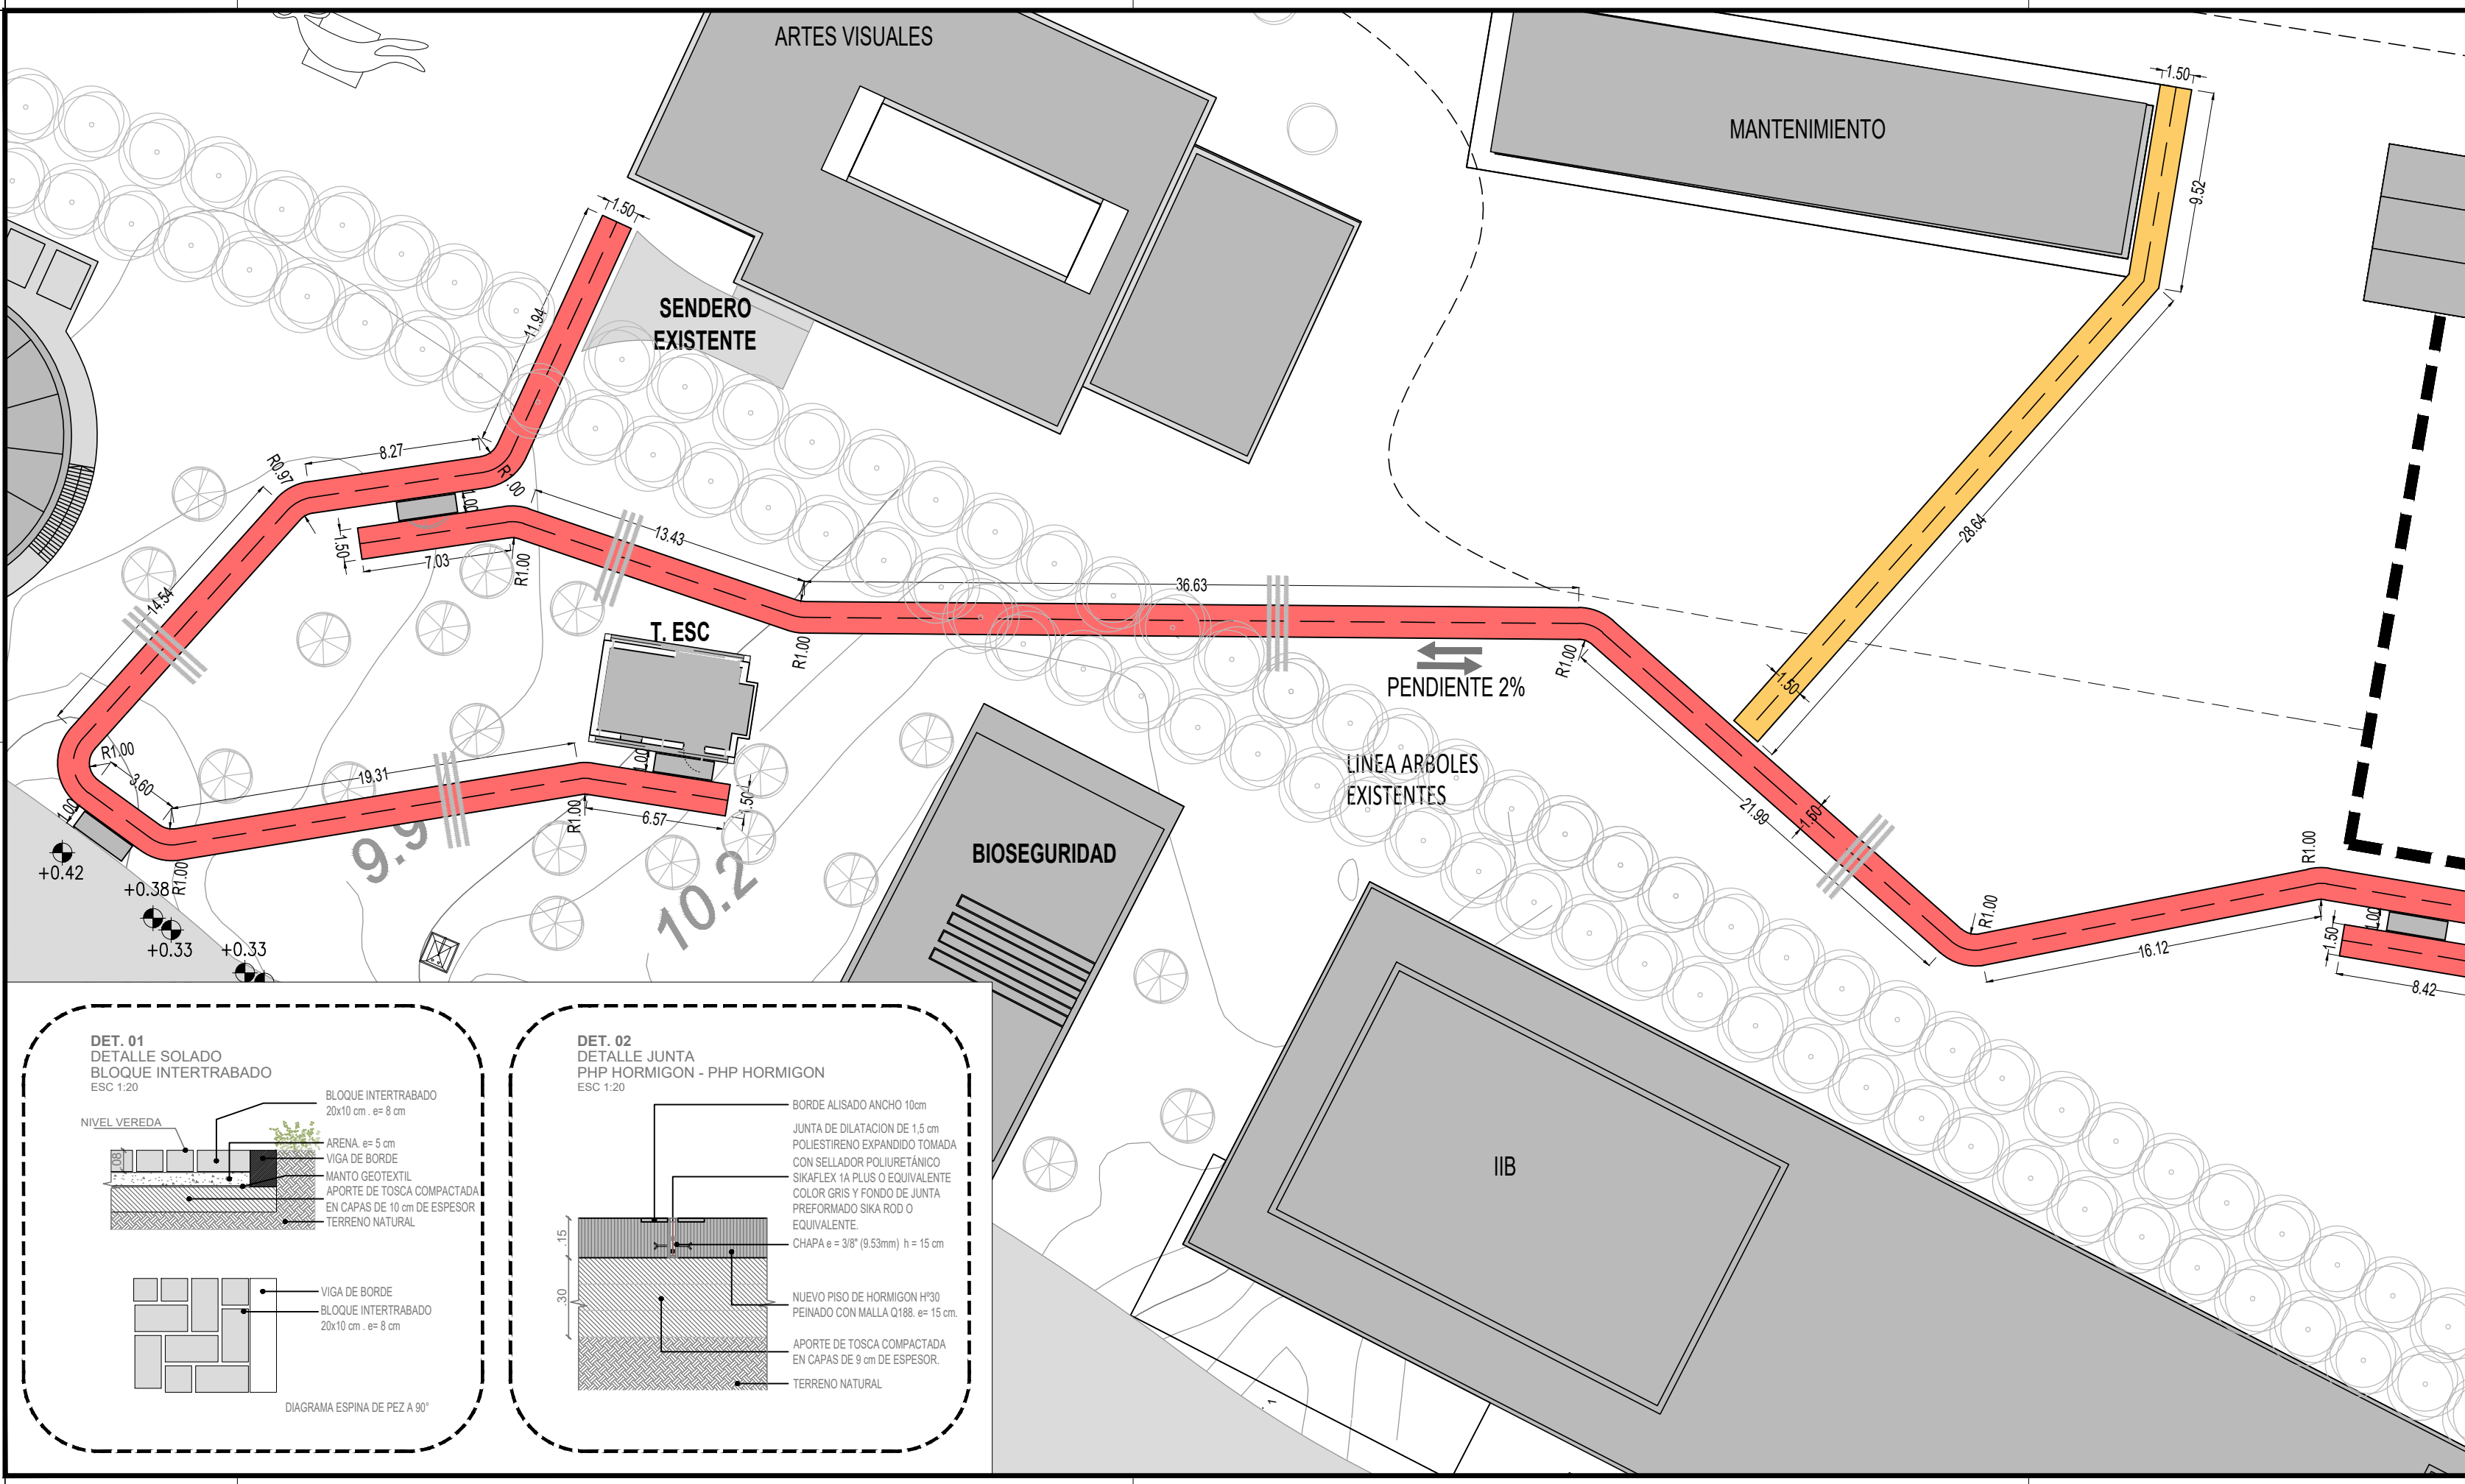 ARTES VISUALES
MANTENIMIENTO
1.50
9.52
1.50
SENDERO
EXISTENTE
11.94
8.27
R0.97
R1.00
1.00
13.43
1.50
7.03
R1.00
14.54
36.63
28.64
T. ESC
R1.00
R1.00
PENDIENTE 2%
1.50
R1.00
3.60
19.31
1.00
1.50
LINEA ARBOLES
EXISTENTES
21.99
1.50
1.00
R1.00
6.57
9.9
10.2
BIOSEGURIDAD
+0.42
+0.38
R1.00
+0.33
+0.33
R1.00
R1.00
16.12
1.00
1.50
8.42
IIB
DET. 01
DETALLE SOLADO
BLOQUE INTERTRABADO
ESC 1:20
BLOQUE INTERTRABADO
20x10 cm . e= 8 cm
NIVEL VEREDA
.08
ARENA. e= 5 cm
VIGA DE BORDE
MANTO GEOTEXTIL
APORTE DE TOSCA COMPACTADA
EN CAPAS DE 10 cm DE ESPESOR
TERRENO NATURAL
VIGA DE BORDE
BLOQUE INTERTRABADO
20x10 cm . e= 8 cm
DIAGRAMA ESPINA DE PEZ A 90°
DET. 02
DETALLE JUNTA
PHP HORMIGON - PHP HORMIGON
ESC 1:20
BORDE ALISADO ANCHO 10cm
JUNTA DE DILATACION DE 1,5 cm
POLIESTIRENO EXPANDIDO TOMADA
CON SELLADOR POLIURETÁNICO
SIKAFLEX 1A PLUS O EQUIVALENTE
COLOR GRIS Y FONDO DE JUNTA
PREFORMADO SIKA ROD O
EQUIVALENTE.
CHAPA e = 3/8" (9.53mm) h = 15 cm
.15
.30
NUEVO PISO DE HORMIGON Hº30
PEINADO CON MALLA Q188. e= 15 cm.
APORTE DE TOSCA COMPACTADA
EN CAPAS DE 9 cm DE ESPESOR.
TERRENO NATURAL